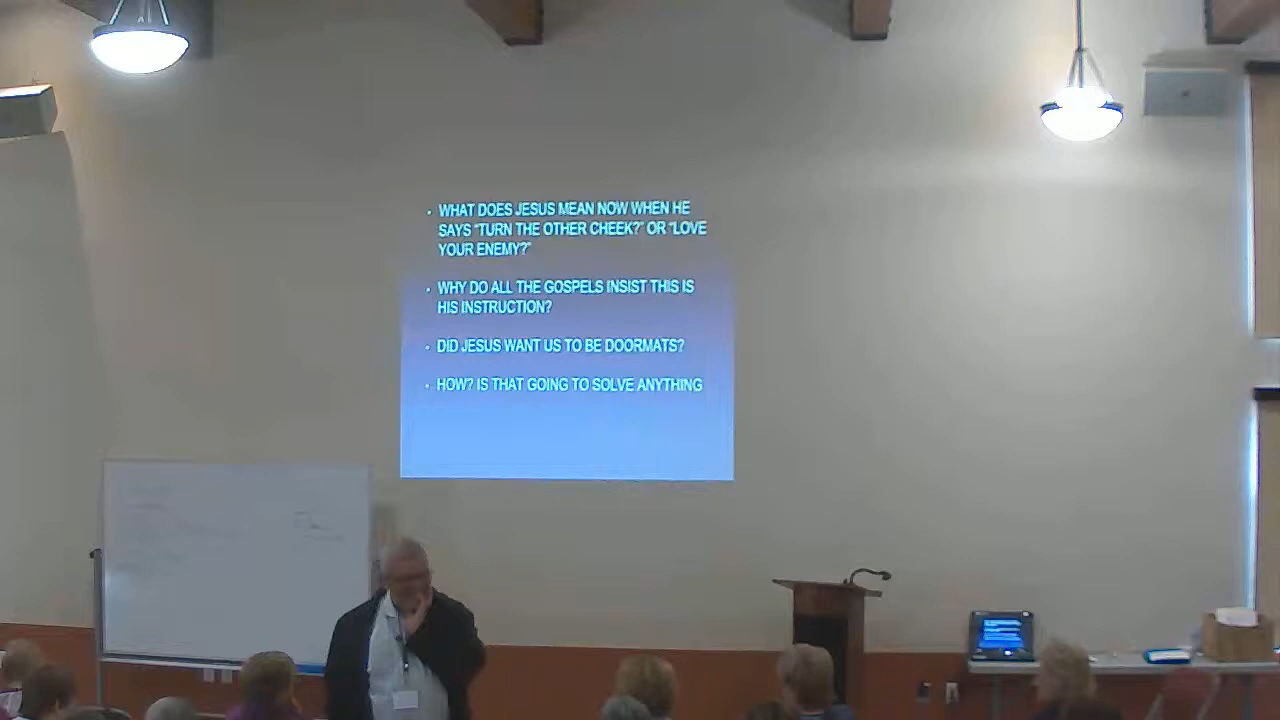 • WHAT DOES JESUS MEAN NOW WHEN HE
SAYS "TURN THE OTHER CHEEK?" OR "LOVE
YOUR ENEMY?"
• WHY DO ALL THE GOSPELS INSIST THIS IS
HIS INSTRUCTION?
• DID JESUS WANT US TO BE DOORMATS?
• HOW? IS THAT GOING TO SOLVE ANYTHING